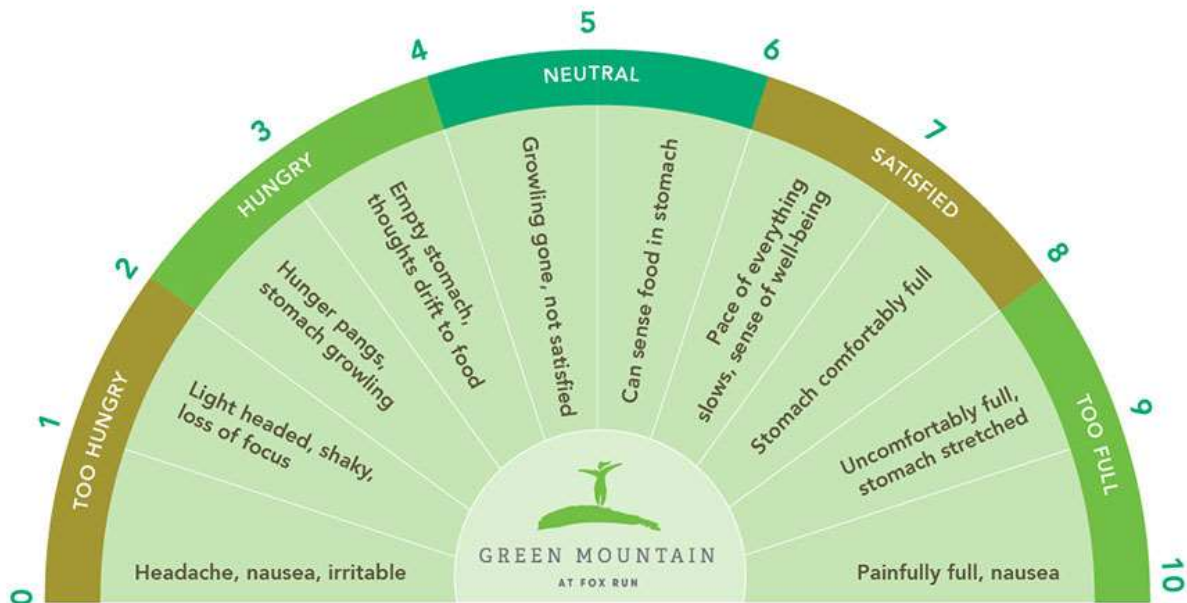 0
1
2
3
4
5
6
7
8
9
10
TOO HUNGRY
HUNGRY
NEUTRAL
SATISFIED
TOO FULL
Headache, nausea, irritable
Light headed, shaky,
loss of focus
Hunger pangs,
stomach growling
Empty stomach,
thoughts drift to food
Growling gone, not satisfied
Can sense food in stomach
Pace of everything
slows, sense of well-being
Stomach comfortably full
Uncomfortably full,
stomach stretched
Painfully full, nausea
GREEN MOUNTAIN
AT FOX RUN